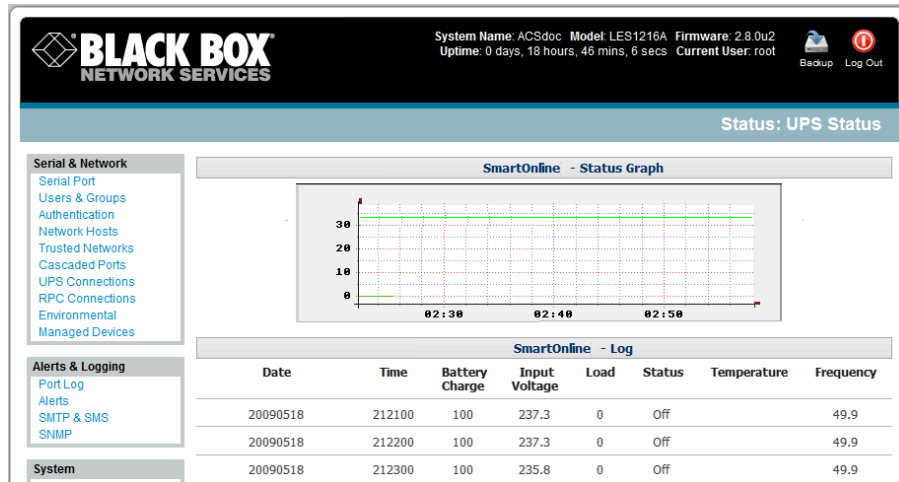 BLACK BOX
NETWORK SERVICES
System Name: ACSdoc Model: LES1216A Firmware: 2.8.0u2
Uptime: 0 days, 18 hours, 46 mins, 6 secs Current User: root
Backup Log Out
Status: UPS Status
Serial & Network
Serial Port
Users & Groups
Authentication
Network Hosts
Trusted Networks
Cascaded Ports
UPS Connections
RPC Connections
Environmental
Managed Devices
Alerts & Logging
Port Log
Alerts
SMTP & SMS
SNMP
System
SmartOnline - Status Graph
30
20
10
0
02:30 02:40 02:50
SmartOnline - Log
Date Time Battery Charge Input Voltage Load Status Temperature Frequency
20090518 212100 100 237.3 0 Off 49.9
20090518 212200 100 237.3 0 Off 49.9
20090518 212300 100 235.8 0 Off 49.9